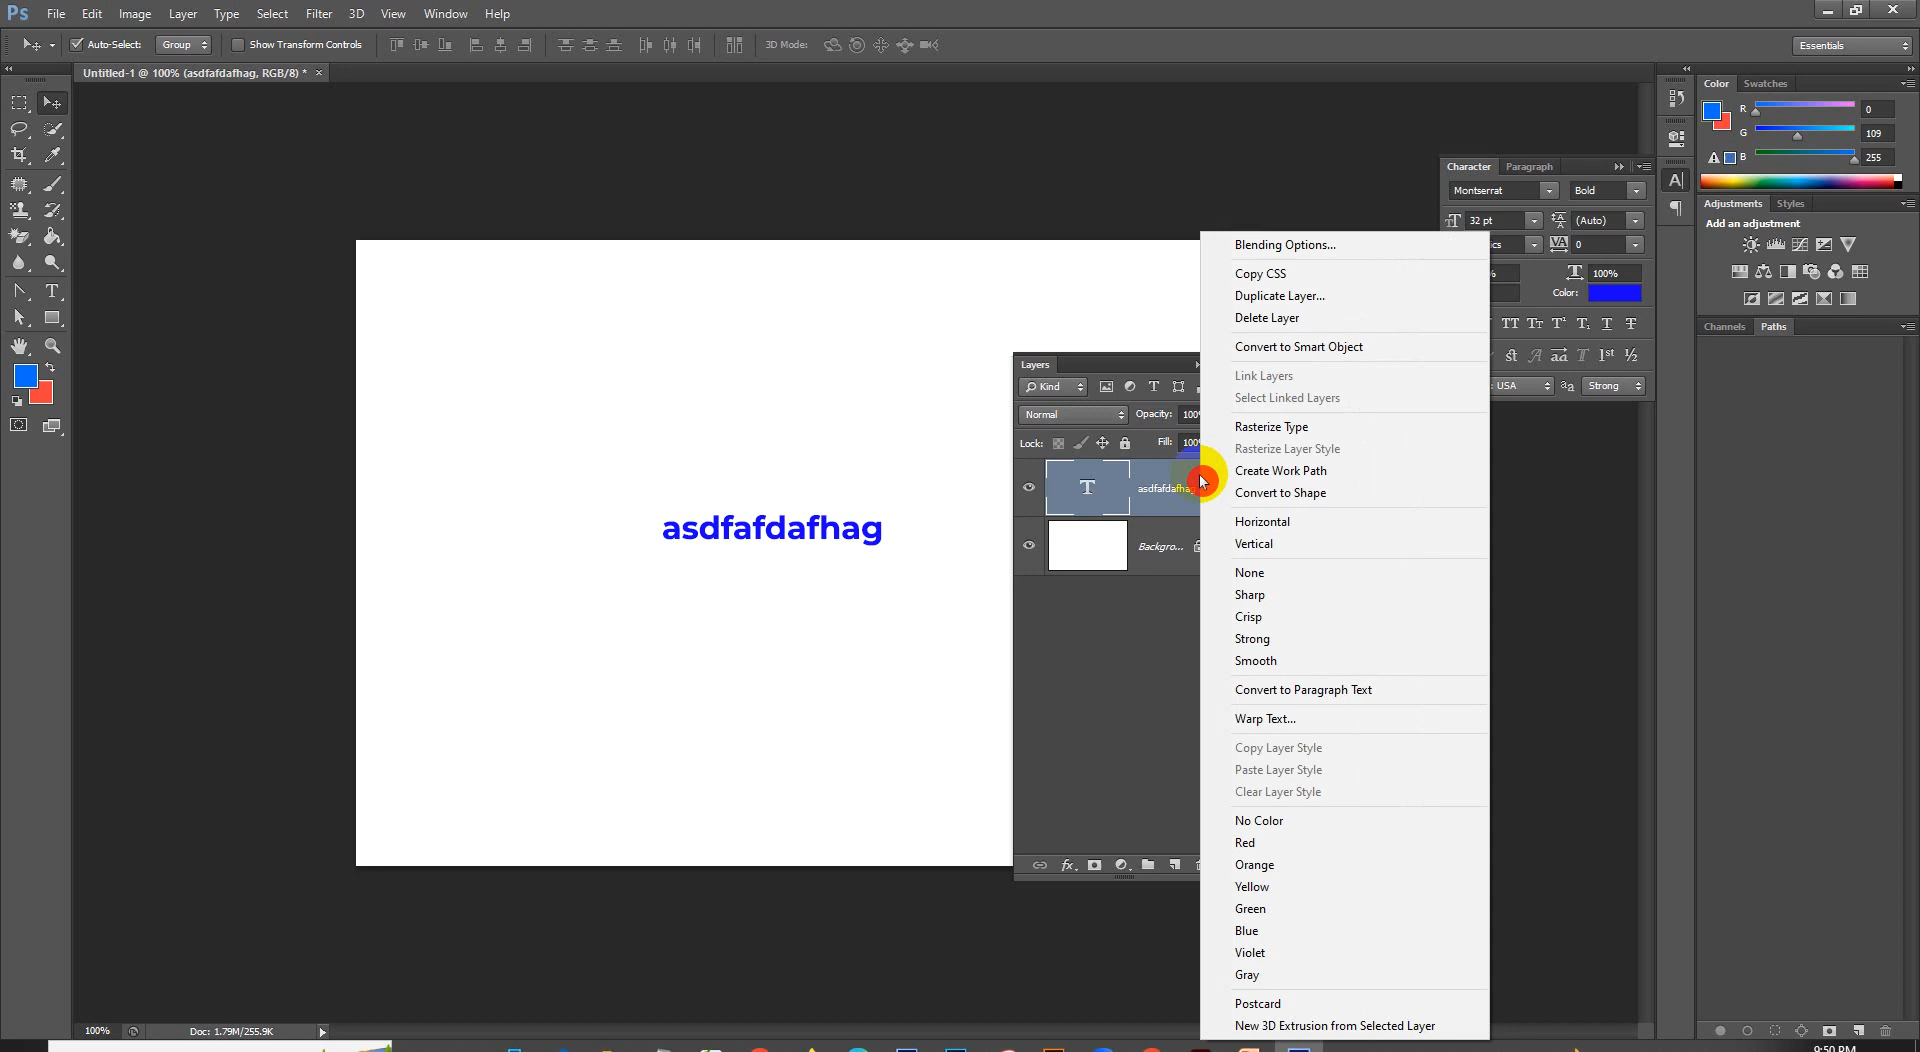 Ps File Edit Image Layer Type Select Filter 3D View Window Help
Auto-Select: Group Show Transform Controls 3D Mode: Essentials
Untitled-1 @ 100% (asdfafdafhag, RGB/8) * ×
Color Swatches
R 0
G 109
B 255
Character Paragraph
Montserrat Bold
32 pt (Auto)
ics 0
% 100%
Color:
: USA Strong
Adjustments Styles
Add an adjustment
Channels Paths
Layers
Kind
Normal Opacity: 100
Lock: Fill: 100
asdfafdafhag
Backgro...
asdfafdafhag
Blending Options...
Copy CSS
Duplicate Layer...
Delete Layer
Convert to Smart Object
Link Layers
Select Linked Layers
Rasterize Type
Rasterize Layer Style
Create Work Path
Convert to Shape
Horizontal
Vertical
None
Sharp
Crisp
Strong
Smooth
Convert to Paragraph Text
Warp Text...
Copy Layer Style
Paste Layer Style
Clear Layer Style
No Color
Red
Orange
Yellow
Green
Blue
Violet
Gray
Postcard
New 3D Extrusion from Selected Layer
100% Doc: 1.79M/255.9K
9:50 PM